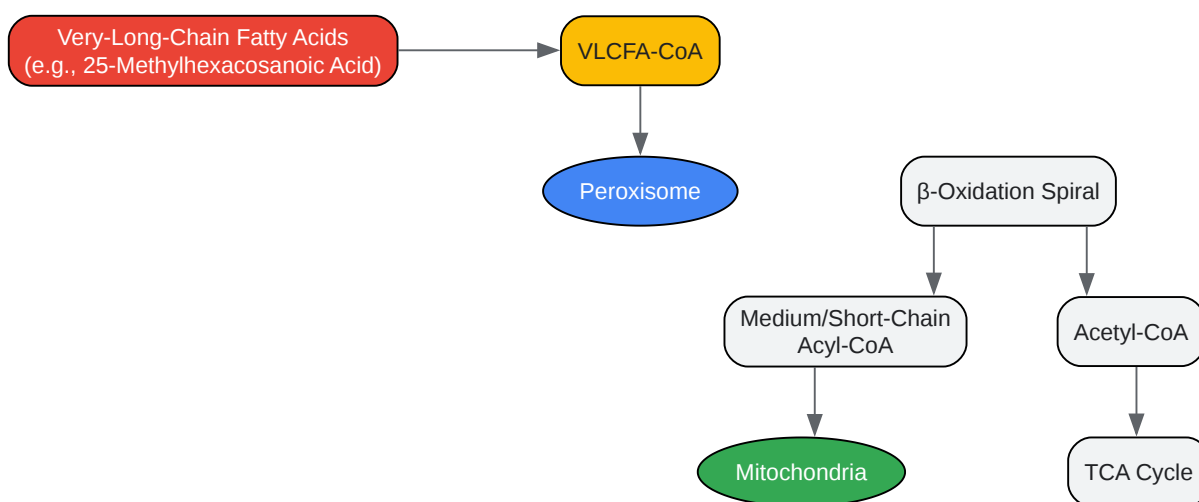 Very-Long-Chain Fatty Acids
(e.g., 25-Methylhexacosanoic Acid)
VLCFA-CoA
Peroxisome
β-Oxidation Spiral
Medium/Short-Chain
Acyl-CoA
Acetyl-CoA
Mitochondria
TCA Cycle